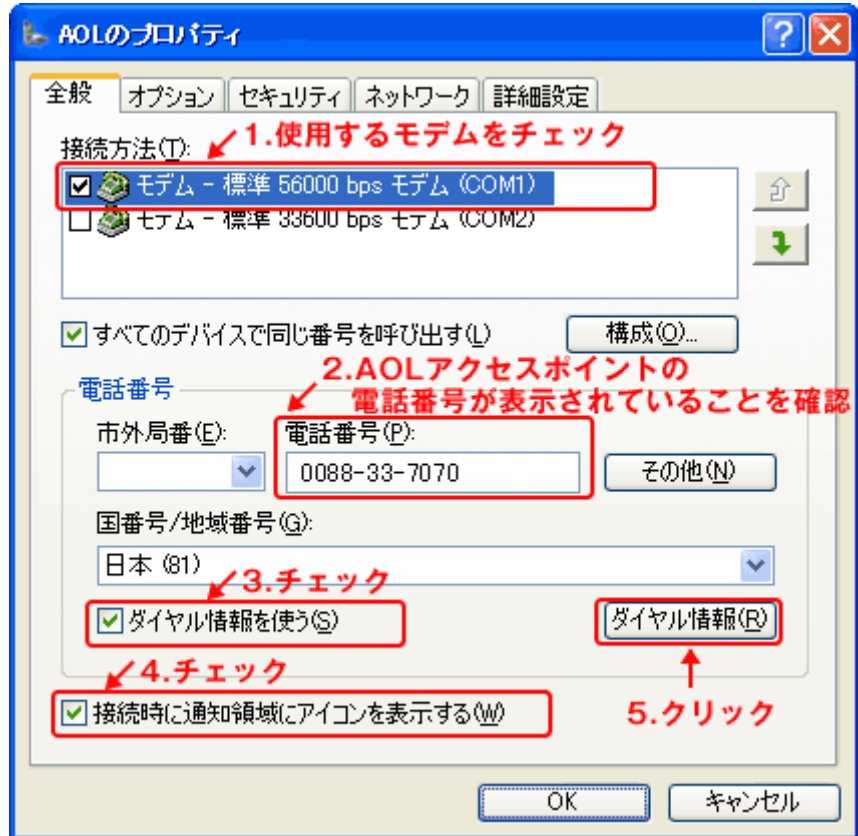 AOLのプロパティ
全般 オプション セキュリティ ネットワーク 詳細設定
1.使用するモデムをチェック
接続方法(T):
モデム - 標準 56000 bps モデム (COM1)
モデム - 標準 33600 bps モデム (COM2)
すべてのデバイスで同じ番号を呼び出す(L) 構成(O)...
2.AOLアクセスポイントの
電話番号が表示されていることを確認
電話番号
市外局番(E): 電話番号(P):
0088-33-7070 その他(N)
国番号/地域番号(G):
日本 (81)
3.チェック
ダイヤル情報を使う(S) ダイヤル情報(R)
4.チェック
接続時に通知領域にアイコンを表示する(W)
5.クリック
OK キャンセル